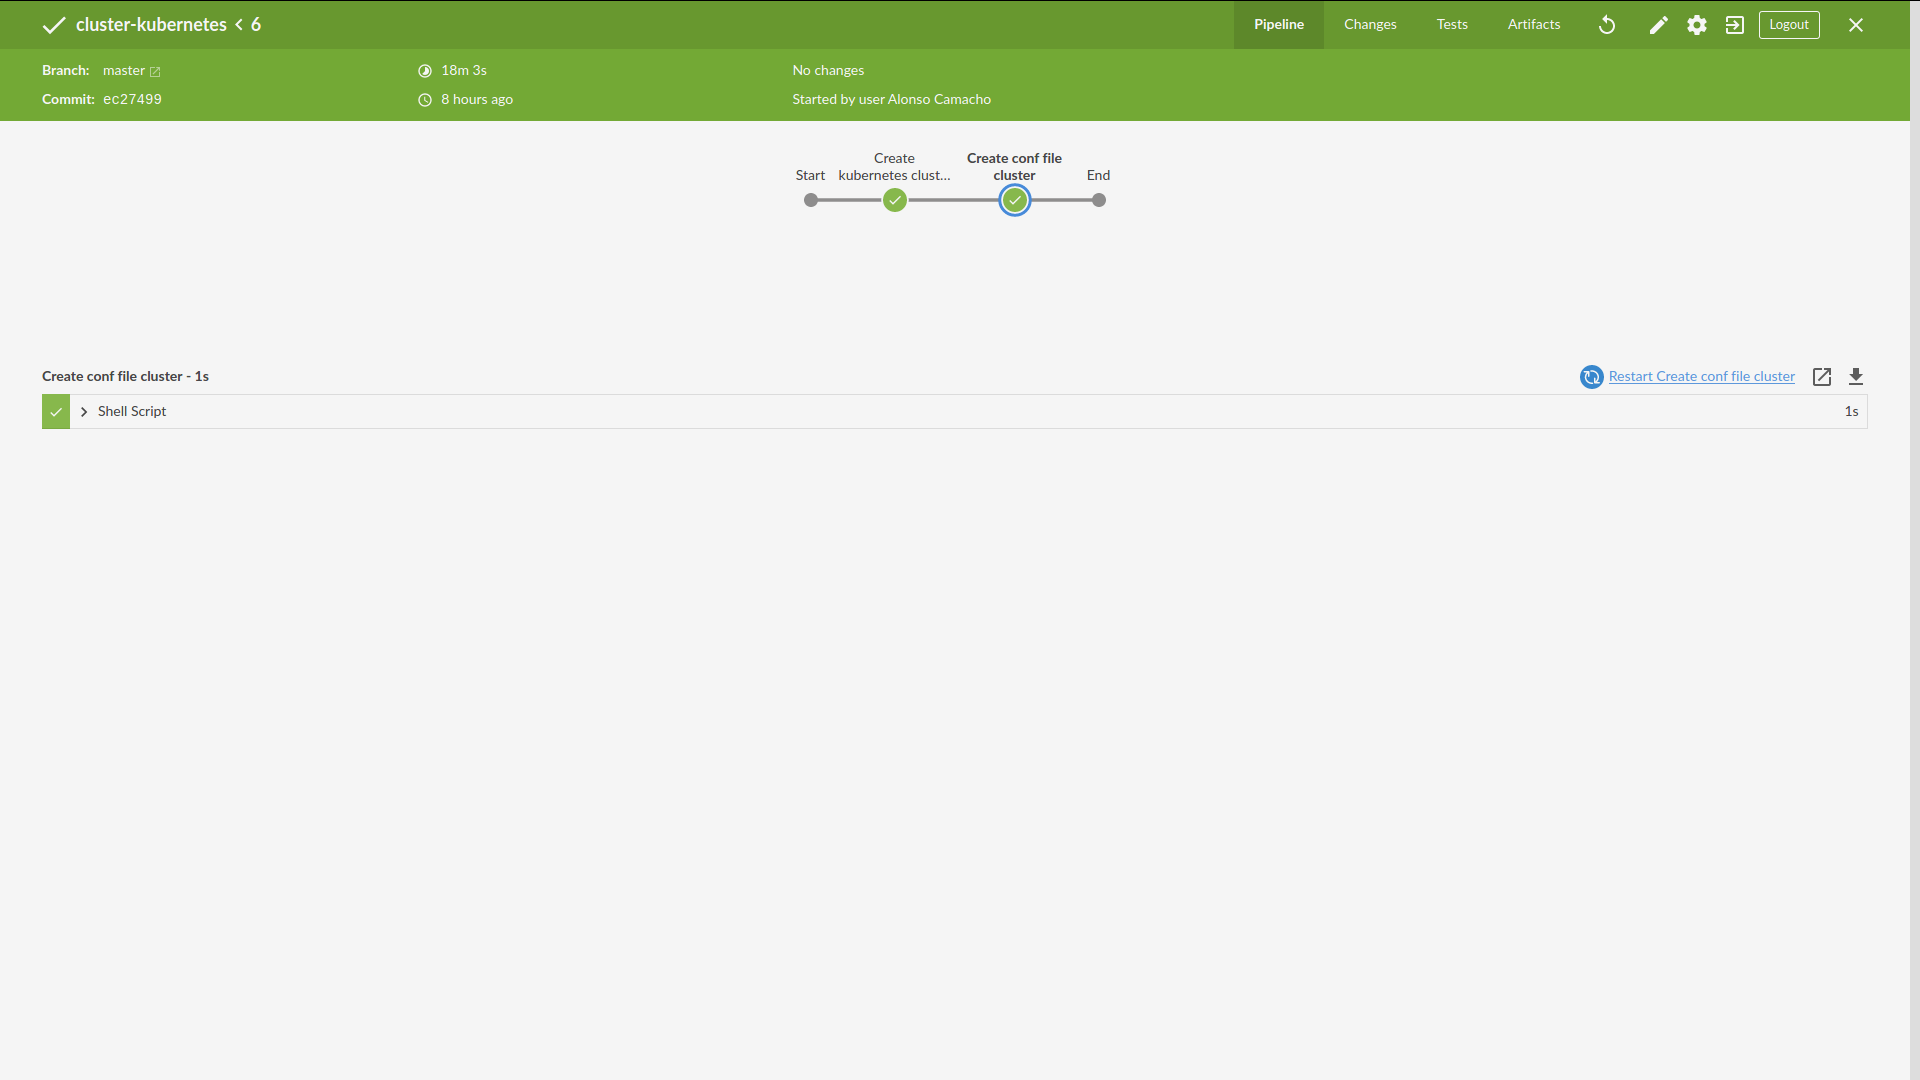 cluster-kubernetes < 6
Pipeline
Changes
Tests
Artifacts
Logout
Branch: master
18m 3s
No changes
Commit: ec27499
8 hours ago
Started by user Alonso Camacho
Start
Create
kubernetes clust...
Create conf file
cluster
End
Create conf file cluster - 1s
Restart Create conf file cluster
Shell Script
1s